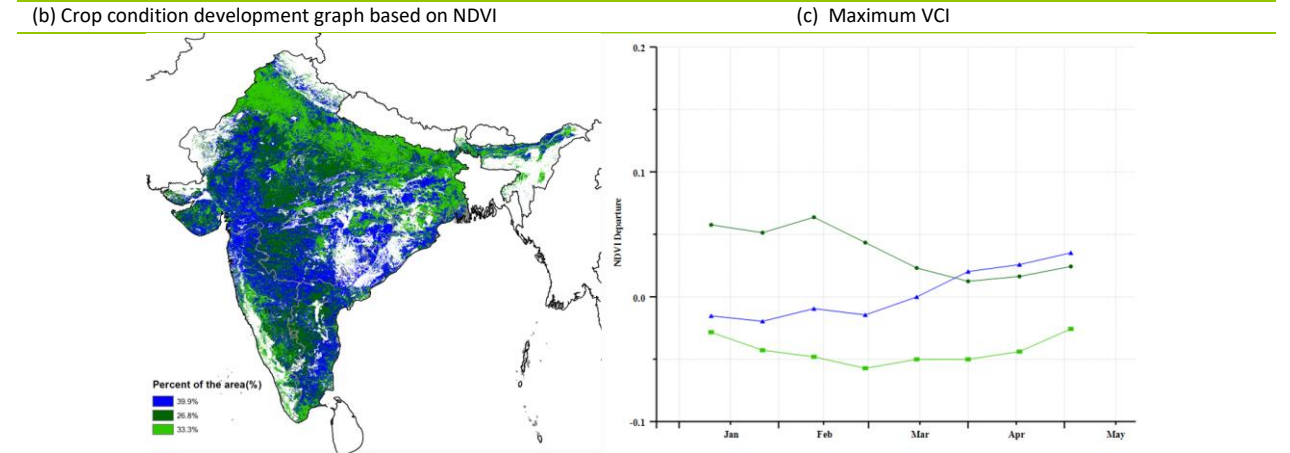 (b) Crop condition development graph based on NDVI
(c) Maximum VCI
Percent of the area(%)
39.9%
26.8%
33.3%
NDVI Departure
0.2
0.1
0.0
-0.1
Jan Feb Mar Apr May